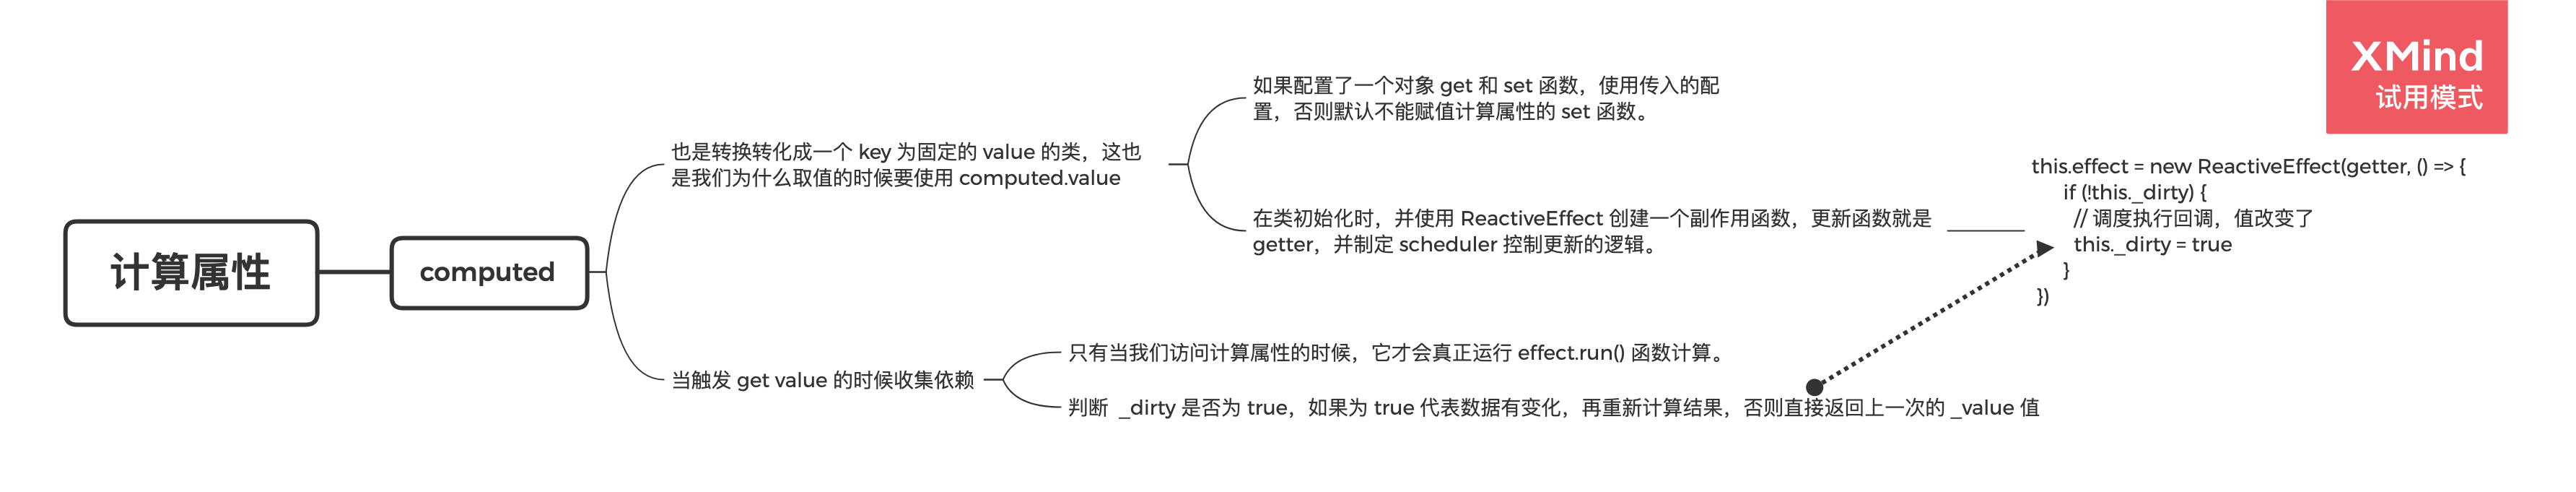 XMind
试用模式
计算属性
computed
也是转换转化成一个 key 为固定的 value 的类，这也
是我们为什么取值的时候要使用 computed.value
如果配置了一个对象 get 和 set 函数，使用传入的配
置，否则默认不能赋值计算属性的 set 函数。
在类初始化时，并使用 ReactiveEffect 创建一个副作用函数，更新函数就是
getter，并制定 scheduler 控制更新的逻辑。
this.effect = new ReactiveEffect(getter, () => {
if (!this._dirty) {
// 调度执行回调，值改变了
this._dirty = true
}
})
当触发 get value 的时候收集依赖
只有当我们访问计算属性的时候，它才会真正运行 effect.run() 函数计算。
判断 _dirty 是否为 true，如果为 true 代表数据有变化，再重新计算结果，否则直接返回上一次的 _value 值